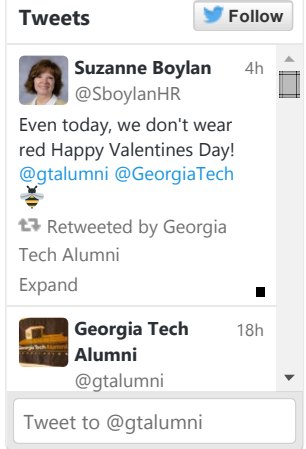 Tweets
Follow
Suzanne Boylan 4h
@SboylanHR
Even today, we don't wear
red Happy Valentines Day!
@gtalumni @GeorgiaTech
🐝
Retweeted by Georgia
Tech Alumni
Expand
Georgia Tech 18h
Alumni
@gtalumni
Tweet to @gtalumni